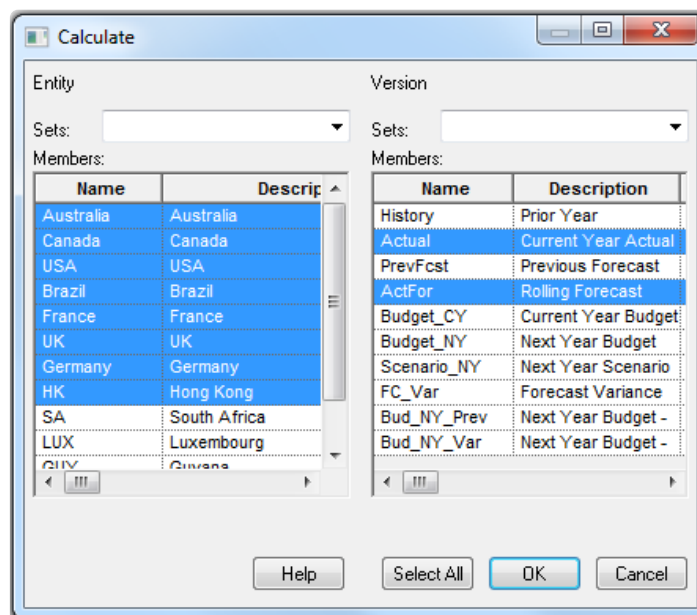 Calculate
Entity
Sets:
Members:
Name Descrip
Australia Australia
Canada Canada
USA USA
Brazil Brazil
France France
UK UK
Germany Germany
HK Hong Kong
SA South Africa
LUX Luxembourg
GUY Guyana
Version
Sets:
Members:
Name Description
History Prior Year
Actual Current Year Actual
PrevFcst Previous Forecast
ActFor Rolling Forecast
Budget_CY Current Year Budget
Budget_NY Next Year Budget
Scenario_NY Next Year Scenario
FC_Var Forecast Variance
Bud_NY_Prev Next Year Budget -
Bud_NY_Var Next Year Budget -
Help Select All OK Cancel